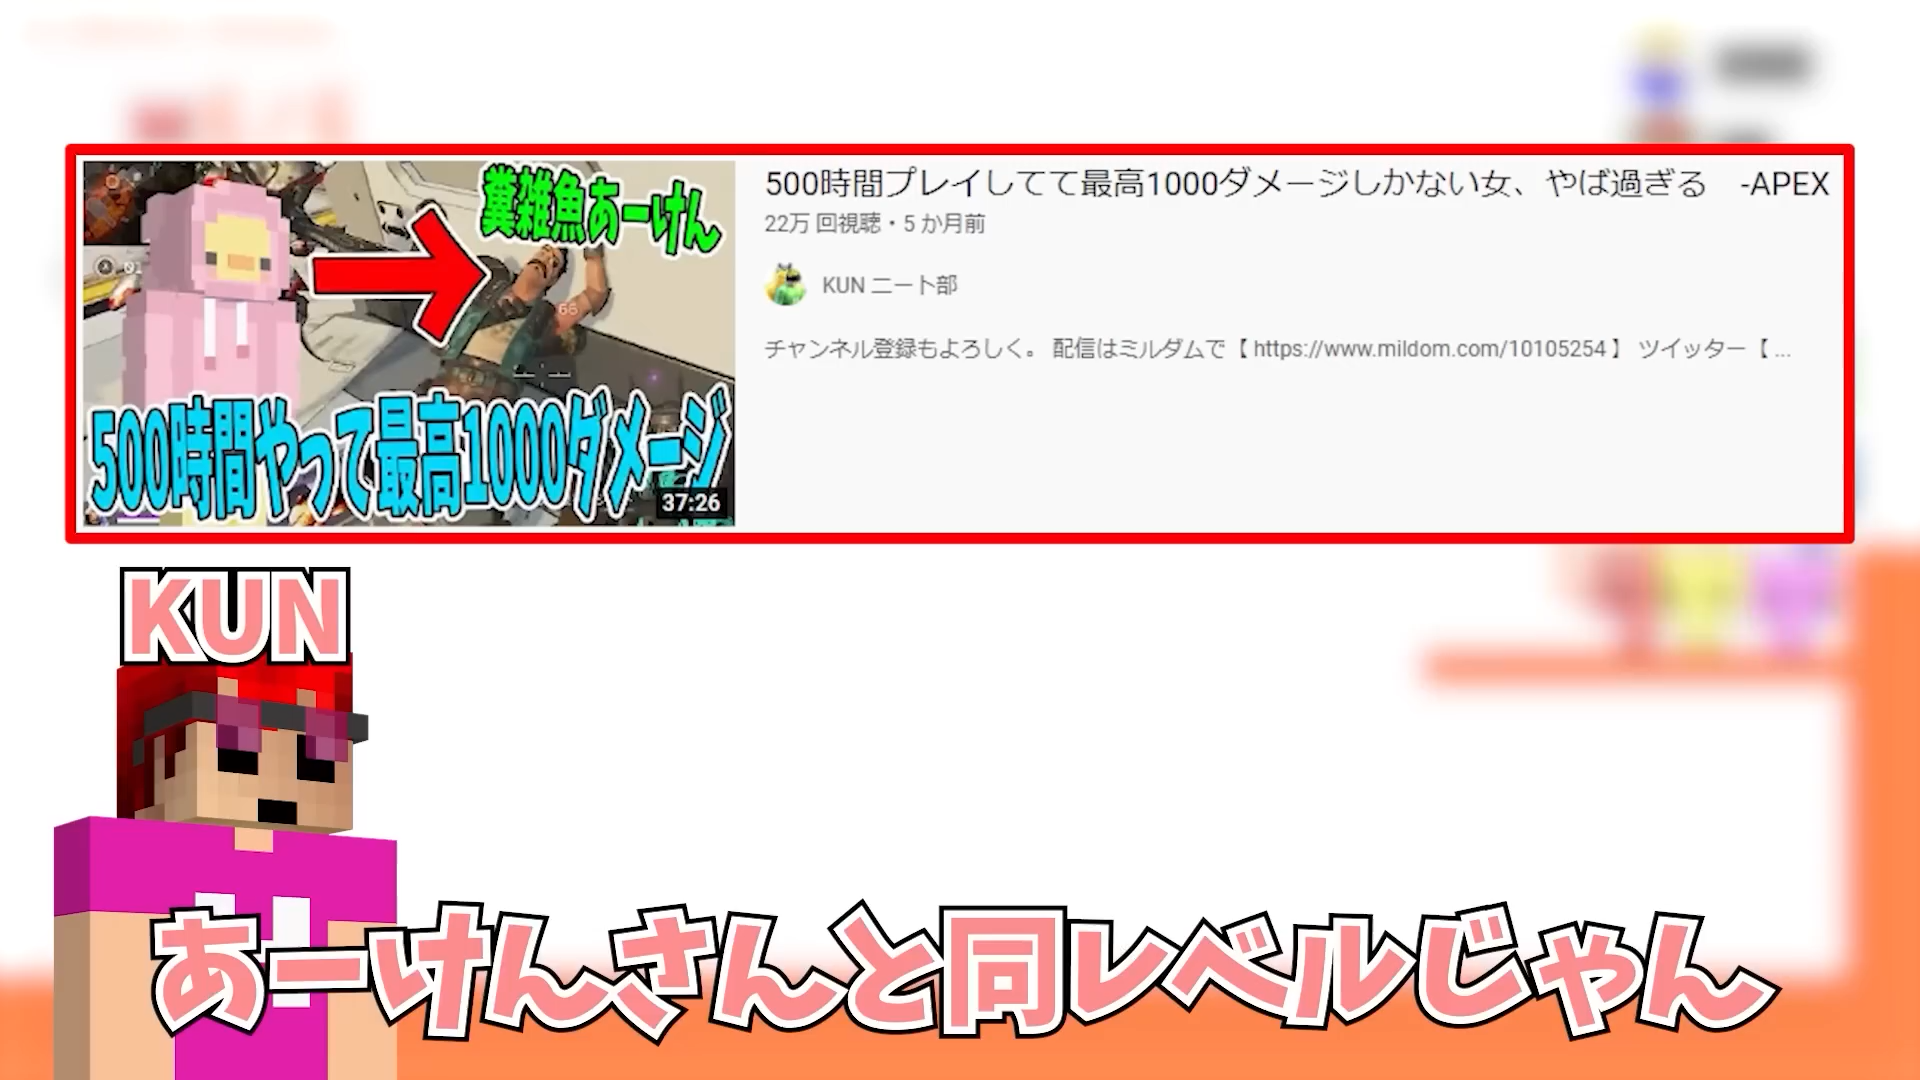 糞雑魚あーけん
500時間やって最高1000ダメージ
37:26
500時間プレイしてて最高1000ダメージしかない女、やば過ぎる　-APEX
22万 回視聴・5 か月前
KUN ニート部
チャンネル登録もよろしく。 配信はミルダムで【 https://www.mildom.com/10105254 】 ツイッター【 ...
KUN
あーけんさんと同レベルじゃん